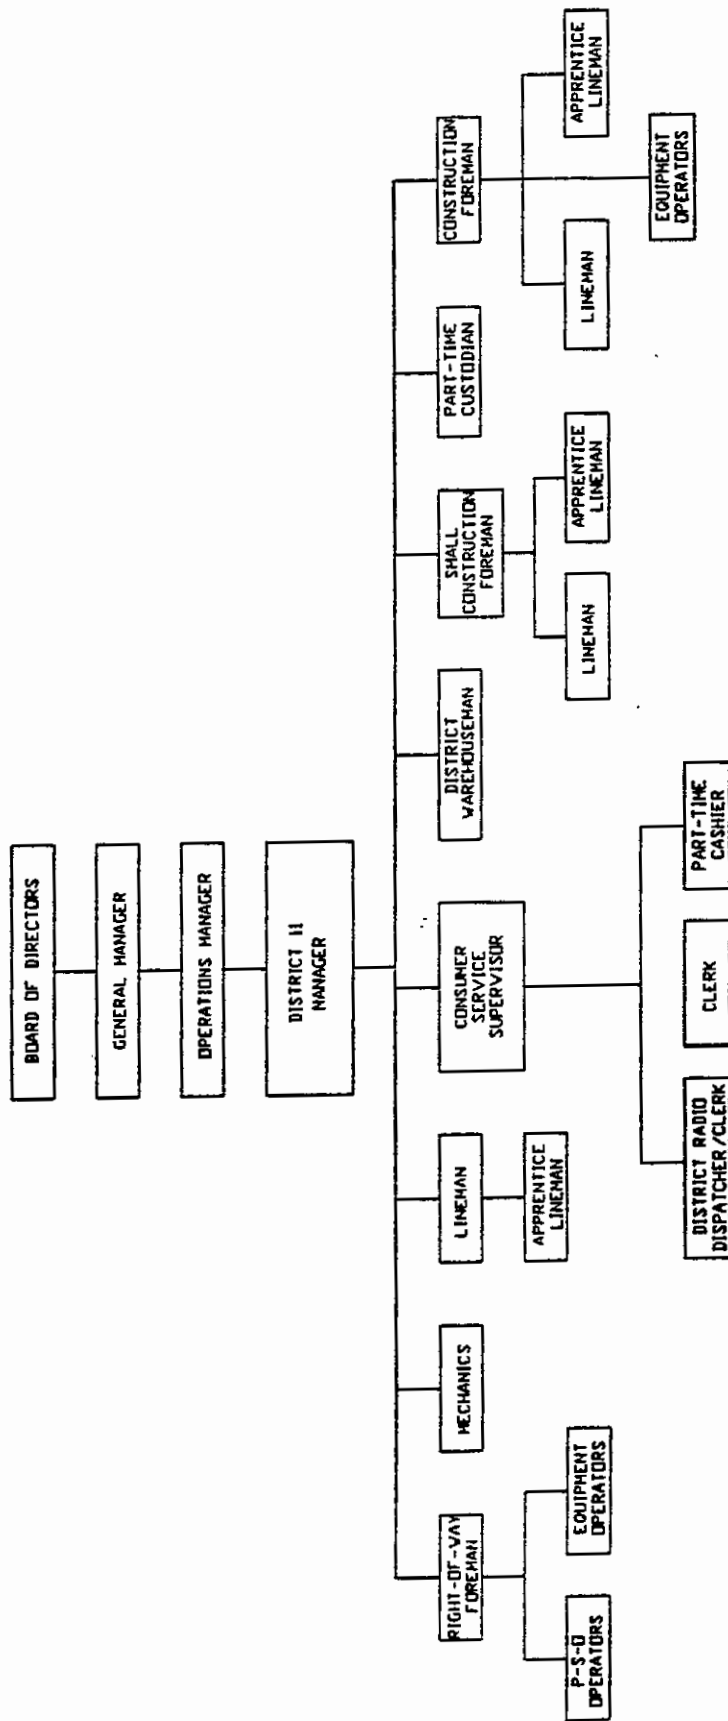 BOARD OF DIRECTORS
GENERAL MANAGER
OPERATIONS MANAGER
DISTRICT II
MANAGER
RIGHT-OF-WAY
FOREMAN
MECHANICS
LINEMAN
CONSUMER
SERVICE
SUPERVISOR
DISTRICT
WAREHOUSEMAN
SMALL
CONSTRUCTION
FOREMAN
PART-TIME
CUSTODIAN
CONSTRUCTION
FOREMAN
APPRENTICE
LINEMAN
P-S-O
OPERATORS
EQUIPMENT
OPERATORS
LINEMAN
APPRENTICE
LINEMAN
LINEMAN
APPRENTICE
LINEMAN
EQUIPMENT
OPERATORS
DISTRICT RADIO
DISPATCHER/CLERK
CLERK
PART-TIME
CASHIER